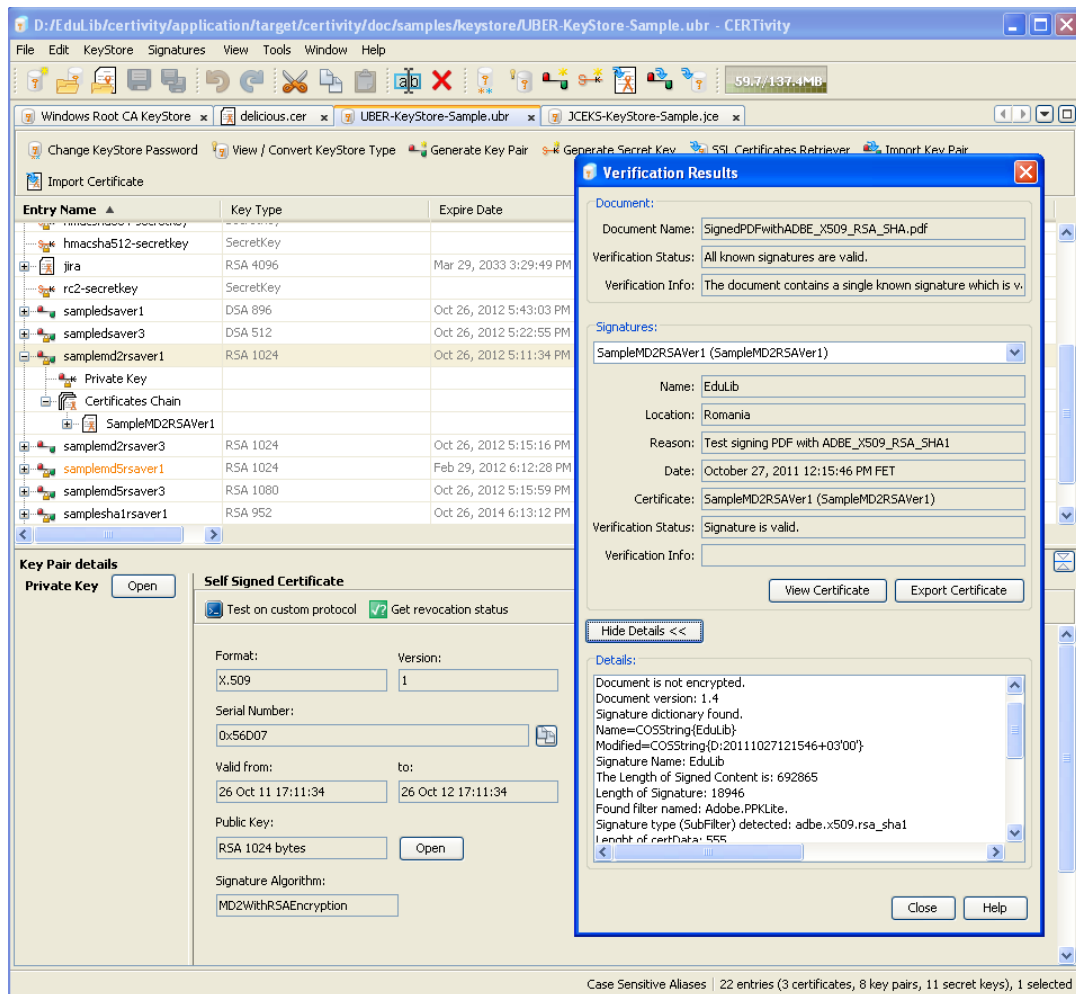 D:/EduLib/certivity/application/target/certivity/doc/samples/keystore/UBER-KeyStore-Sample.ubr - CERTivity
File Edit KeyStore Signatures View Tools Window Help
ab 59.7/137.4MB
Windows Root CA KeyStore x delicious.cer x UBER-KeyStore-Sample.ubr x JCEKS-KeyStore-Sample.jce x
Change KeyStore Password View / Convert KeyStore Type Generate Key Pair Generate Secret Key SSL Certificates Retriever Import Key Pair
Import Certificate
Entry Name Key Type Expire Date
hmacsha512-secretkey SecretKey
jira RSA 4096 Mar 29, 2033 3:29:49 PM
rc2-secretkey SecretKey
sampledsaver1 DSA 896 Oct 26, 2012 5:43:03 PM
sampledsaver3 DSA 512 Oct 26, 2012 5:22:55 PM
samplemd2rsaver1 RSA 1024 Oct 26, 2012 5:11:34 PM
Private Key
Certificates Chain
SampleMD2RSAVer1
samplemd2rsaver3 RSA 1024 Oct 26, 2012 5:15:16 PM
samplemd5rsaver1 RSA 1024 Feb 29, 2012 6:12:28 PM
samplemd5rsaver3 RSA 1080 Oct 26, 2012 5:15:59 PM
samplesha1rsaver1 RSA 952 Oct 26, 2014 6:13:12 PM
Key Pair details
Private Key Open
Self Signed Certificate
Test on custom protocol Get revocation status
Format: Version:
X.509 1
Serial Number:
0x56D07
Valid from: to:
26 Oct 11 17:11:34 26 Oct 12 17:11:34
Public Key:
RSA 1024 bytes Open
Signature Algorithm:
MD2WithRSAEncryption
Verification Results
Document:
Document Name: SignedPDFwithADBE_X509_RSA_SHA.pdf
Verification Status: All known signatures are valid.
Verification Info: The document contains a single known signature which is v
Signatures:
SampleMD2RSAVer1 (SampleMD2RSAVer1)
Name: EduLib
Location: Romania
Reason: Test signing PDF with ADBE_X509_RSA_SHA1
Date: October 27, 2011 12:15:46 PM FET
Certificate: SampleMD2RSAVer1 (SampleMD2RSAVer1)
Verification Status: Signature is valid.
Verification Info:
View Certificate Export Certificate
Hide Details <<
Details:
Document is not encrypted.
Document version: 1.4
Signature dictionary found.
Name=COSString{EduLib}
Modified=COSString{D:20111027121546+03'00'}
Signature Name: EduLib
The Length of Signed Content is: 692865
Length of Signature: 18946
Found filter named: Adobe.PPKLite.
Signature type (SubFilter) detected: adbe.x509.rsa_sha1
Lenght of certData: 555
Close Help
Case Sensitive Aliases 22 entries (3 certificates, 8 key pairs, 11 secret keys), 1 selected